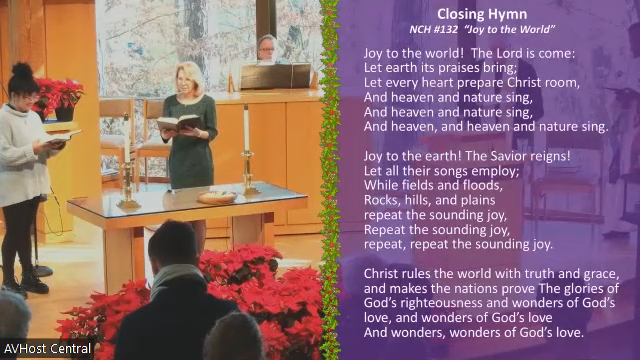 Closing Hymn
NCH #132  "Joy to the World"
Joy to the world!  The Lord is come:
Let earth its praises bring;
Let every heart prepare Christ room,
And heaven and nature sing,
And heaven and nature sing,
And heaven, and heaven and nature sing.
Joy to the earth! The Savior reigns!
Let all their songs employ;
While fields and floods,
Rocks, hills, and plains
repeat the sounding joy,
Repeat the sounding joy,
repeat, repeat the sounding joy.
Christ rules the world with truth and grace,
and makes the nations prove The glories of
God's righteousness and wonders of God's
love, and wonders of God's love
And wonders, wonders of God's love.
AVHost Central